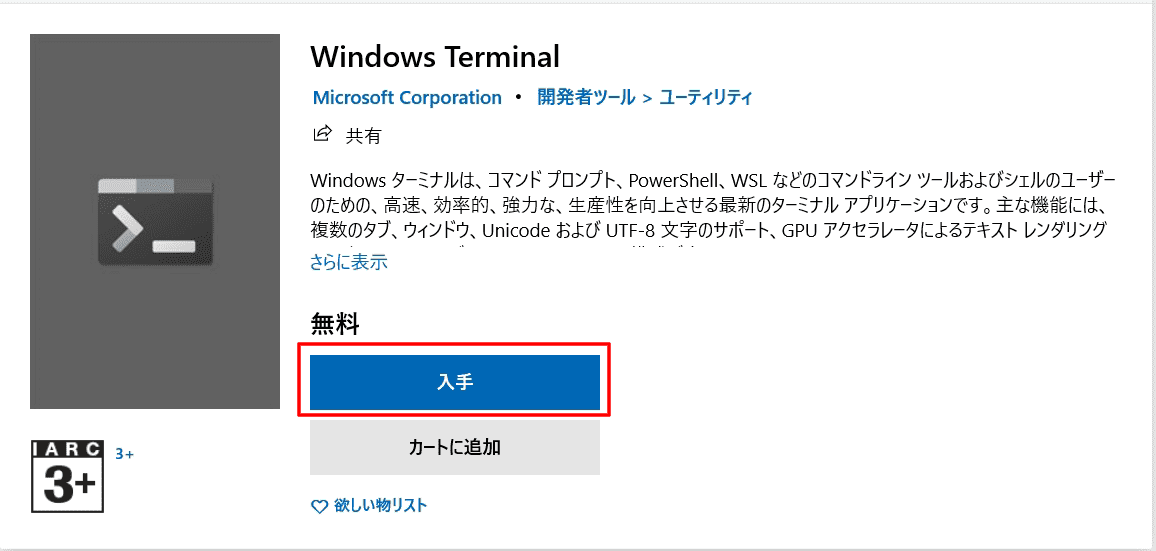 Windows Terminal
Microsoft Corporation • 開発者ツール > ユーティリティ
共有
Windows ターミナルは、コマンド プロンプト、PowerShell、WSL などのコマンドライン ツールおよびシェルのユーザー
のための、高速、効率的、強力な、生産性を向上させる最新のターミナル アプリケーションです。主な機能には、
複数のタブ、ウィンドウ、Unicode および UTF-8 文字のサポート、GPU アクセラレータによるテキスト レンダリング
さらに表示
無料
入手
カートに追加
欲しい物リスト
IARC
3+
3+